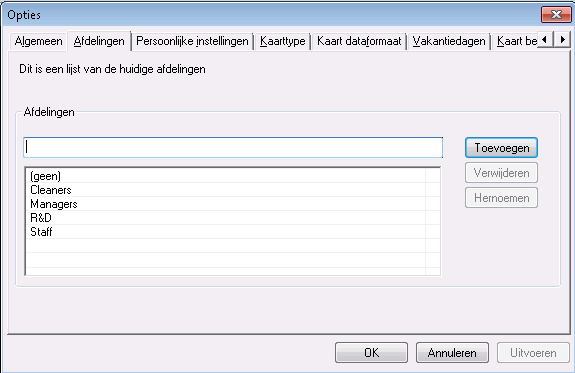 Opties
Algemeen Afdelingen Persoonlijke instellingen Kaarttype Kaart dataformaat Vakantiedagen Kaart be
Dit is een lijst van de huidige afdelingen
Afdelingen
Toevoegen
(geen)
Cleaners
Managers
R&D
Staff
Verwijderen
Hernoemen
OK Annuleren Uitvoeren